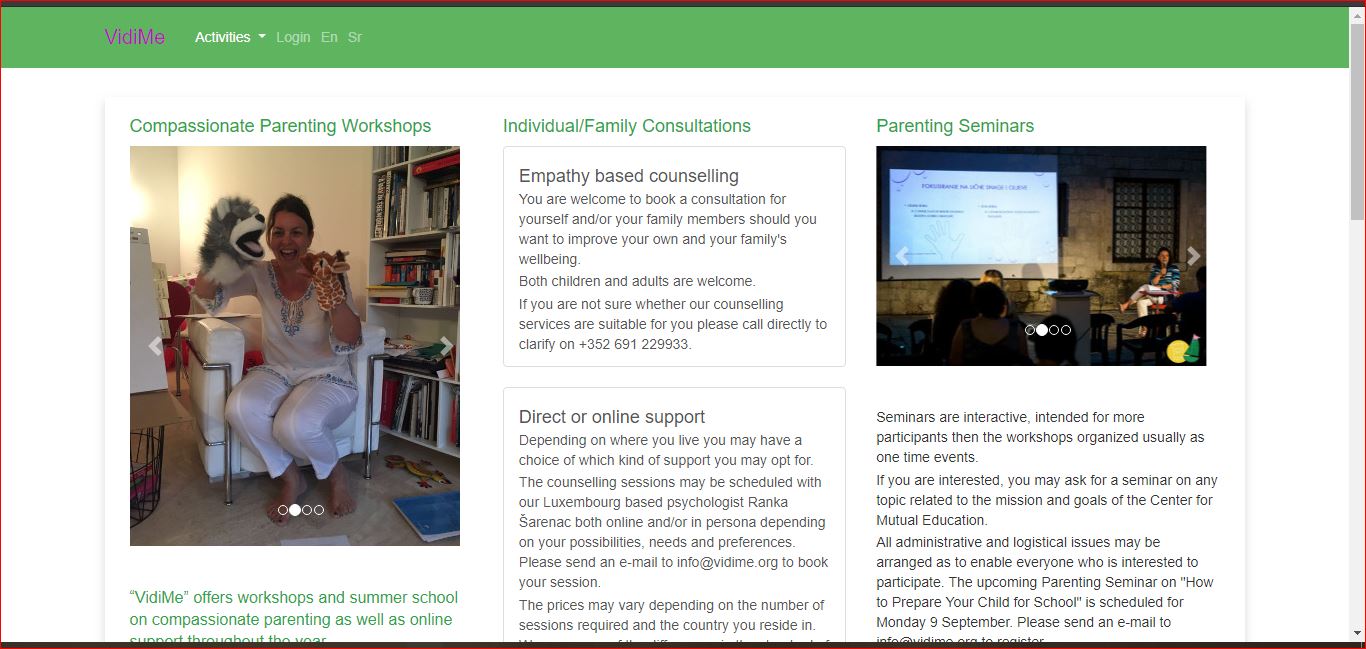 VidiMe Activities Login En Sr
Compassionate Parenting Workshops
“VidiMe” offers workshops and summer school
on compassionate parenting as well as online
support throughout the year
Individual/Family Consultations
Empathy based counselling
You are welcome to book a consultation for
yourself and/or your family members should you
want to improve your own and your family's
wellbeing.
Both children and adults are welcome.
If you are not sure whether our counselling
services are suitable for you please call directly to
clarify on +352 691 229933.
Direct or online support
Depending on where you live you may have a
choice of which kind of support you may opt for.
The counselling sessions may be scheduled with
our Luxembourg based psychologist Ranka
Šarenac both online and/or in persona depending
on your possibilities, needs and preferences.
Please send an e-mail to info@vidime.org to book
your session.
The prices may vary depending on the number of
sessions required and the country you reside in.
Parenting Seminars
FOKUSIRANJE NA LIČNE SNAGE I CILJEVE
Seminars are interactive, intended for more
participants then the workshops organized usually as
one time events.
If you are interested, you may ask for a seminar on any
topic related to the mission and goals of the Center for
Mutual Education.
All administrative and logistical issues may be
arranged as to enable everyone who is interested to
participate. The upcoming Parenting Seminar on "How
to Prepare Your Child for School" is scheduled for
Monday 9 September. Please send an e-mail to
info@vidime.org to register